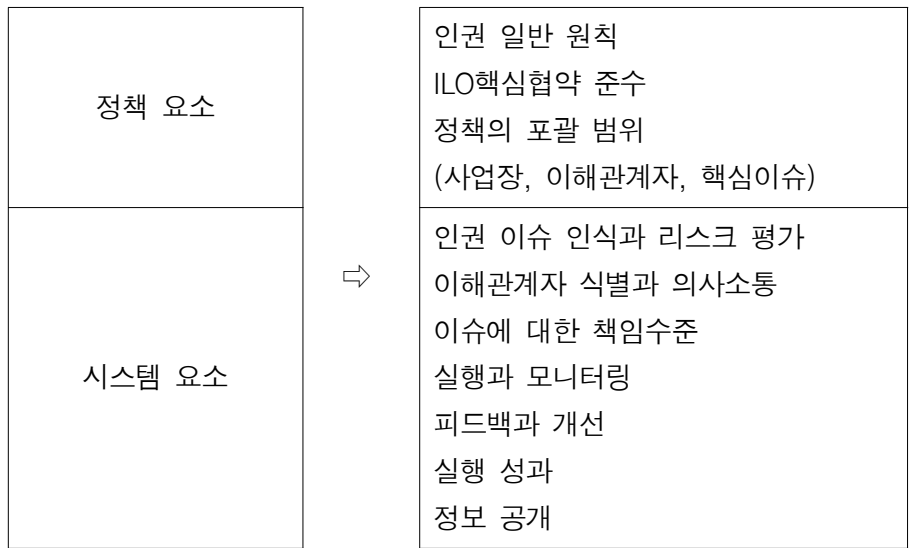 정책 요소
인권 일반 원칙
ILO핵심협약 준수
정책의 포괄 범위
(사업장, 이해관계자, 핵심이슈)
시스템 요소
⇨
인권 이슈 인식과 리스크 평가
이해관계자 식별과 의사소통
이슈에 대한 책임수준
실행과 모니터링
피드백과 개선
실행 성과
정보 공개